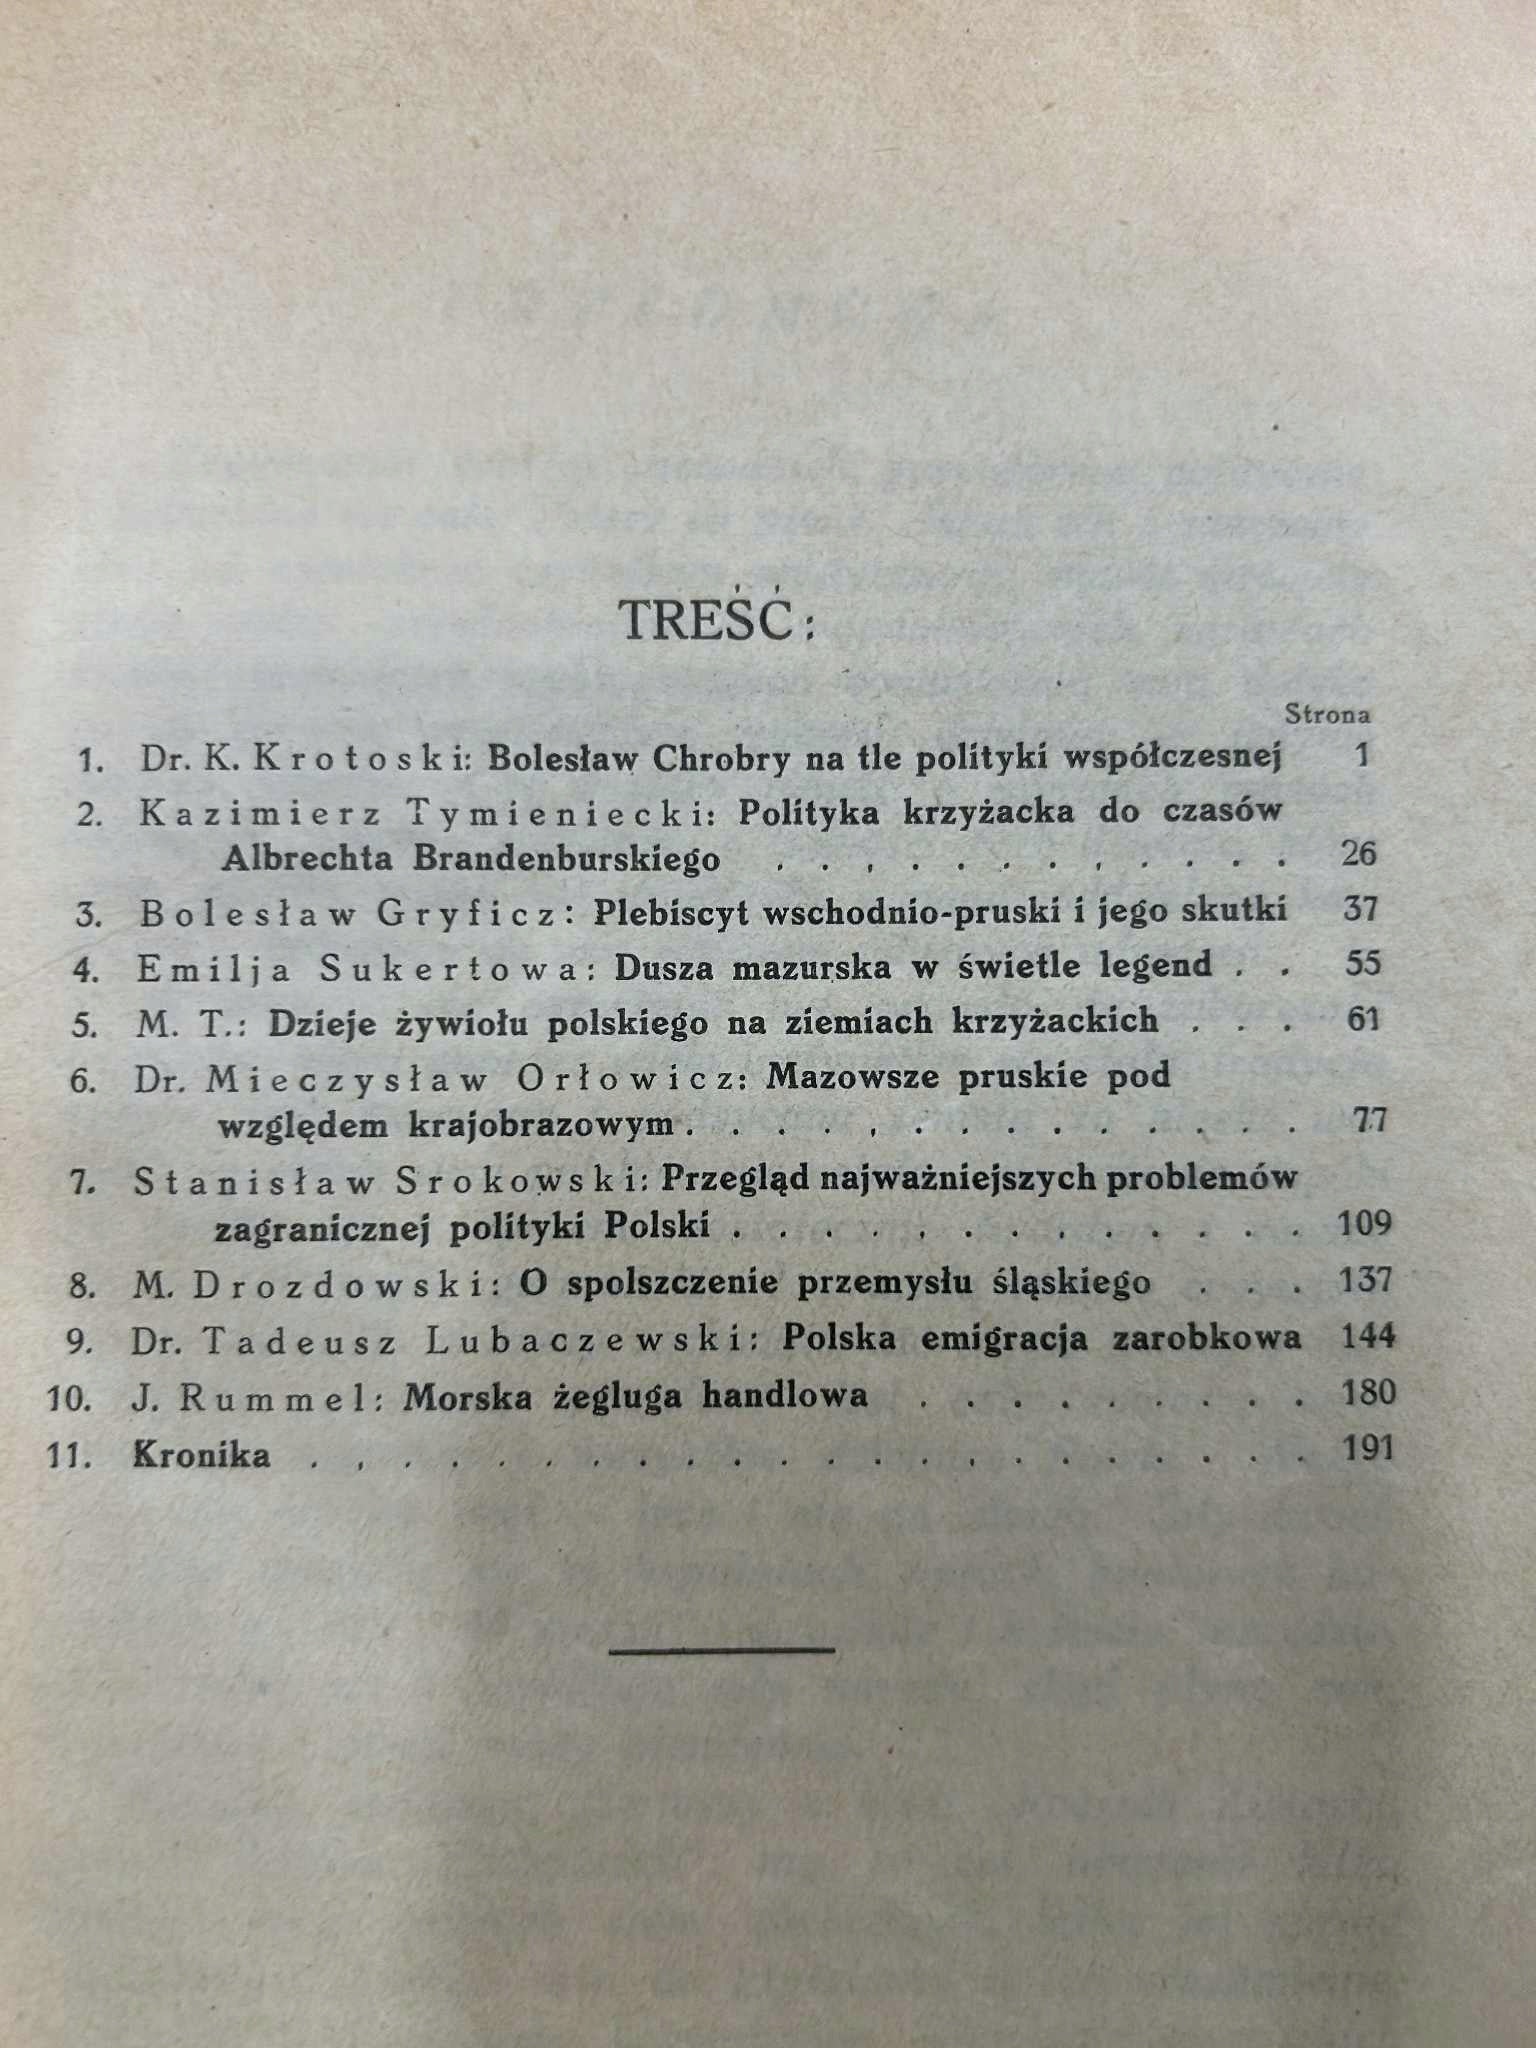 TREŚĆ:
Strona
1. Dr. K. Krotoski: Bolesław Chrobry na tle polityki współczesnej 1
2. Kazimierz Tymieniecki: Polityka krzyżacka do czasów
Albrechta Brandenburskiego . . . . . . . . . . . . 26
3. Bolesław Gryficz: Plebiscyt wschodnio-pruski i jego skutki 37
4. Emilja Sukertowa: Dusza mazurska w świetle legend . . 55
5. M. T.: Dzieje żywiołu polskiego na ziemiach krzyżackich . . . 61
6. Dr. Mieczysław Orłowicz: Mazowsze pruskie pod
względem krajobrazowym . . . . . . . . . . . . . . 77
7. Stanisław Srokowski: Przegląd najważniejszych problemów
zagranicznej polityki Polski . . . . . . . . . . . . . 109
8. M. Drozdowski: O spolszczenie przemysłu śląskiego . . . 137
9. Dr. Tadeusz Lubaczewski: Polska emigracja zarobkowa 144
10. J. Rummel: Morska żegluga handlowa . . . . . . . . . 180
11. Kronika . . . . . . . . . . . . . . . . . . . . . . 191